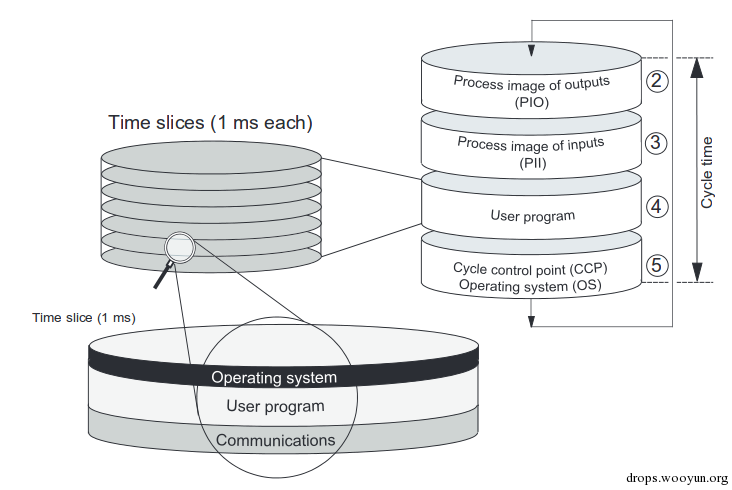 Process image of outputs
(PIO)
②
Time slices (1 ms each)
Process image of inputs
(PII)
③
Cycle time
User program
④
Cycle control point (CCP)
Operating system (OS)
⑤
Time slice (1 ms)
Operating system
User program
Communications
drops.wooyun.org